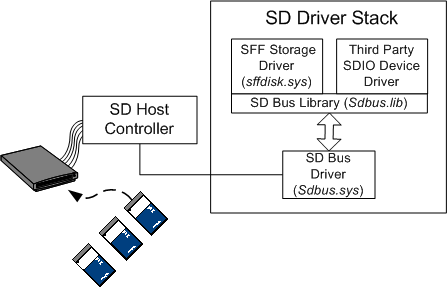 SD Driver Stack
SFF Storage
Driver
(sffdisk.sys)
Third Party
SDIO Device
Driver
SD Bus Library (Sdbus.lib)
SD Host
Controller
SD Bus
Driver
(Sdbus.sys)